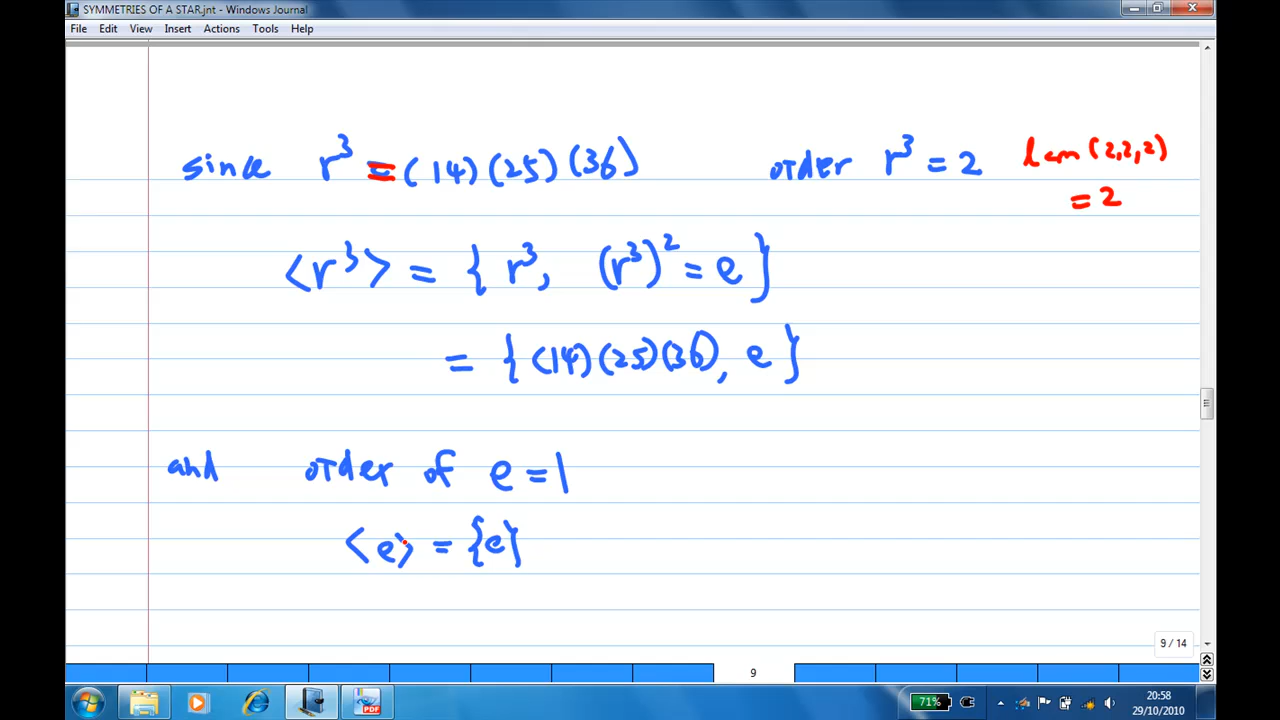 SYMMETRIES OF A STAR.jnt - Windows Journal
File Edit View Insert Actions Tools Help
since r³ = (14)(25)(36) order r³ = 2 lcm(2,2,2)
= 2
<r³> = { r³, (r³)² = e }
= { (14)(25)(36), e }
and order of e = 1
<e> = {e}
9 / 14
9
71% 20:58
29/10/2010